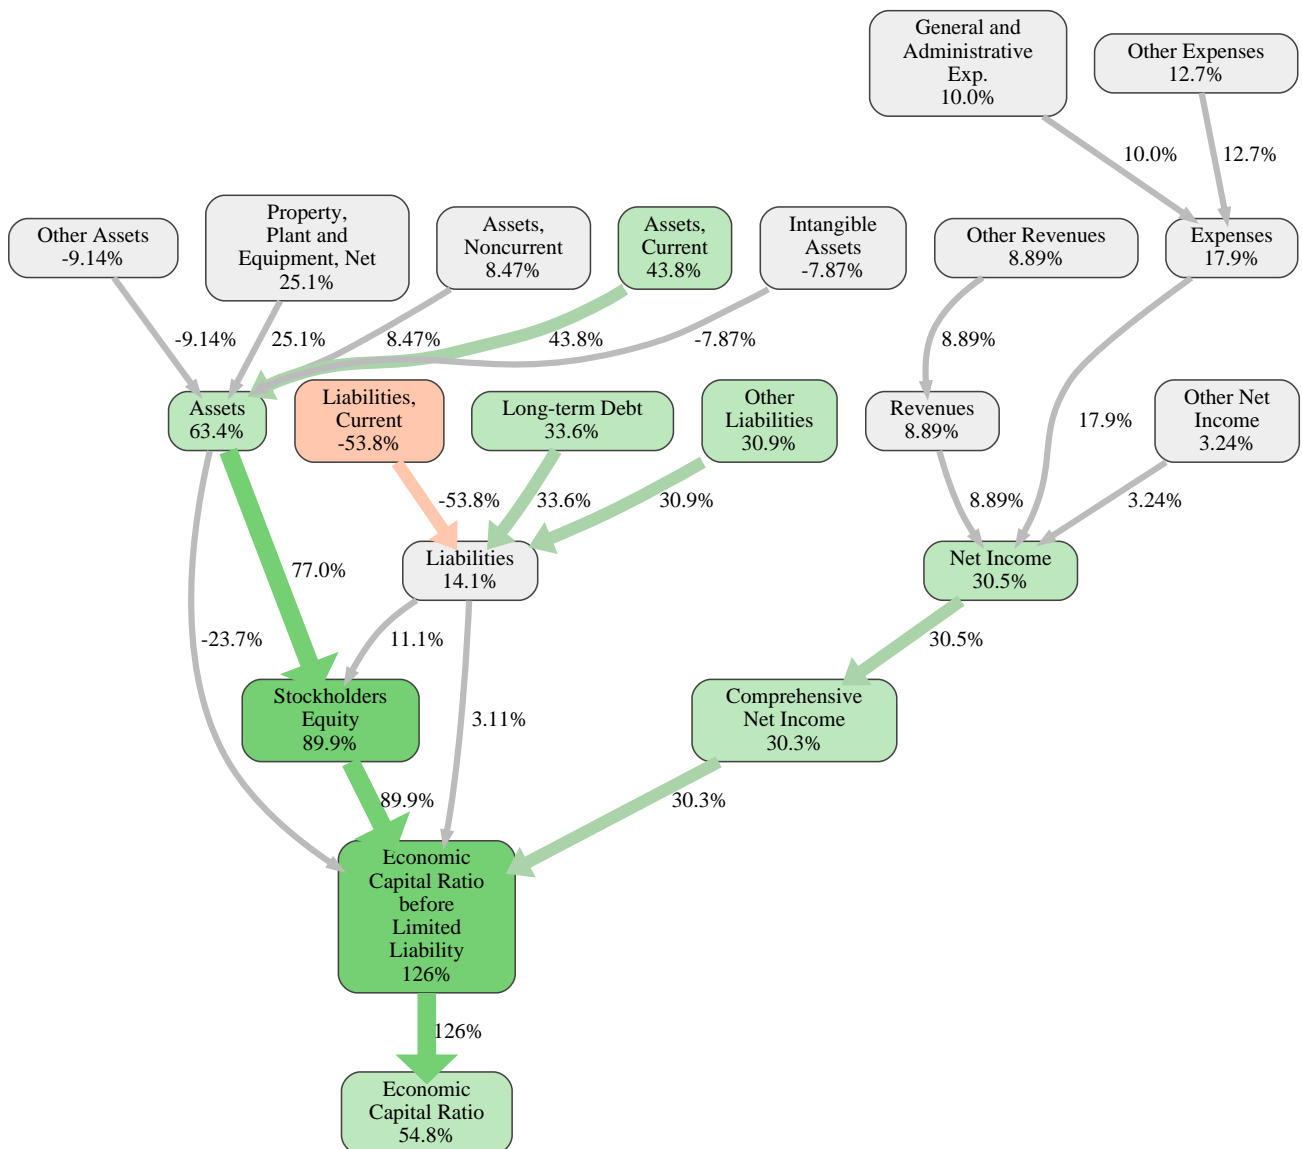 General and
Administrative
Exp.
10.0%
Other Expenses
12.7%
10.0%
12.7%
Other Assets
-9.14%
Property,
Plant and
Equipment, Net
25.1%
Assets,
Noncurrent
8.47%
Assets,
Current
43.8%
Intangible
Assets
-7.87%
Other Revenues
8.89%
Expenses
17.9%
-9.14%
25.1%
8.47%
43.8%
-7.87%
8.89%
17.9%
Assets
63.4%
Liabilities,
Current
-53.8%
Long-term Debt
33.6%
Other
Liabilities
30.9%
Revenues
8.89%
Other Net
Income
3.24%
-53.8%
33.6%
30.9%
8.89%
3.24%
77.0%
Liabilities
14.1%
Net Income
30.5%
-23.7%
11.1%
30.5%
Stockholders
Equity
89.9%
3.11%
Comprehensive
Net Income
30.3%
89.9%
30.3%
Economic
Capital Ratio
before
Limited
Liability
126%
126%
Economic
Capital Ratio
54.8%